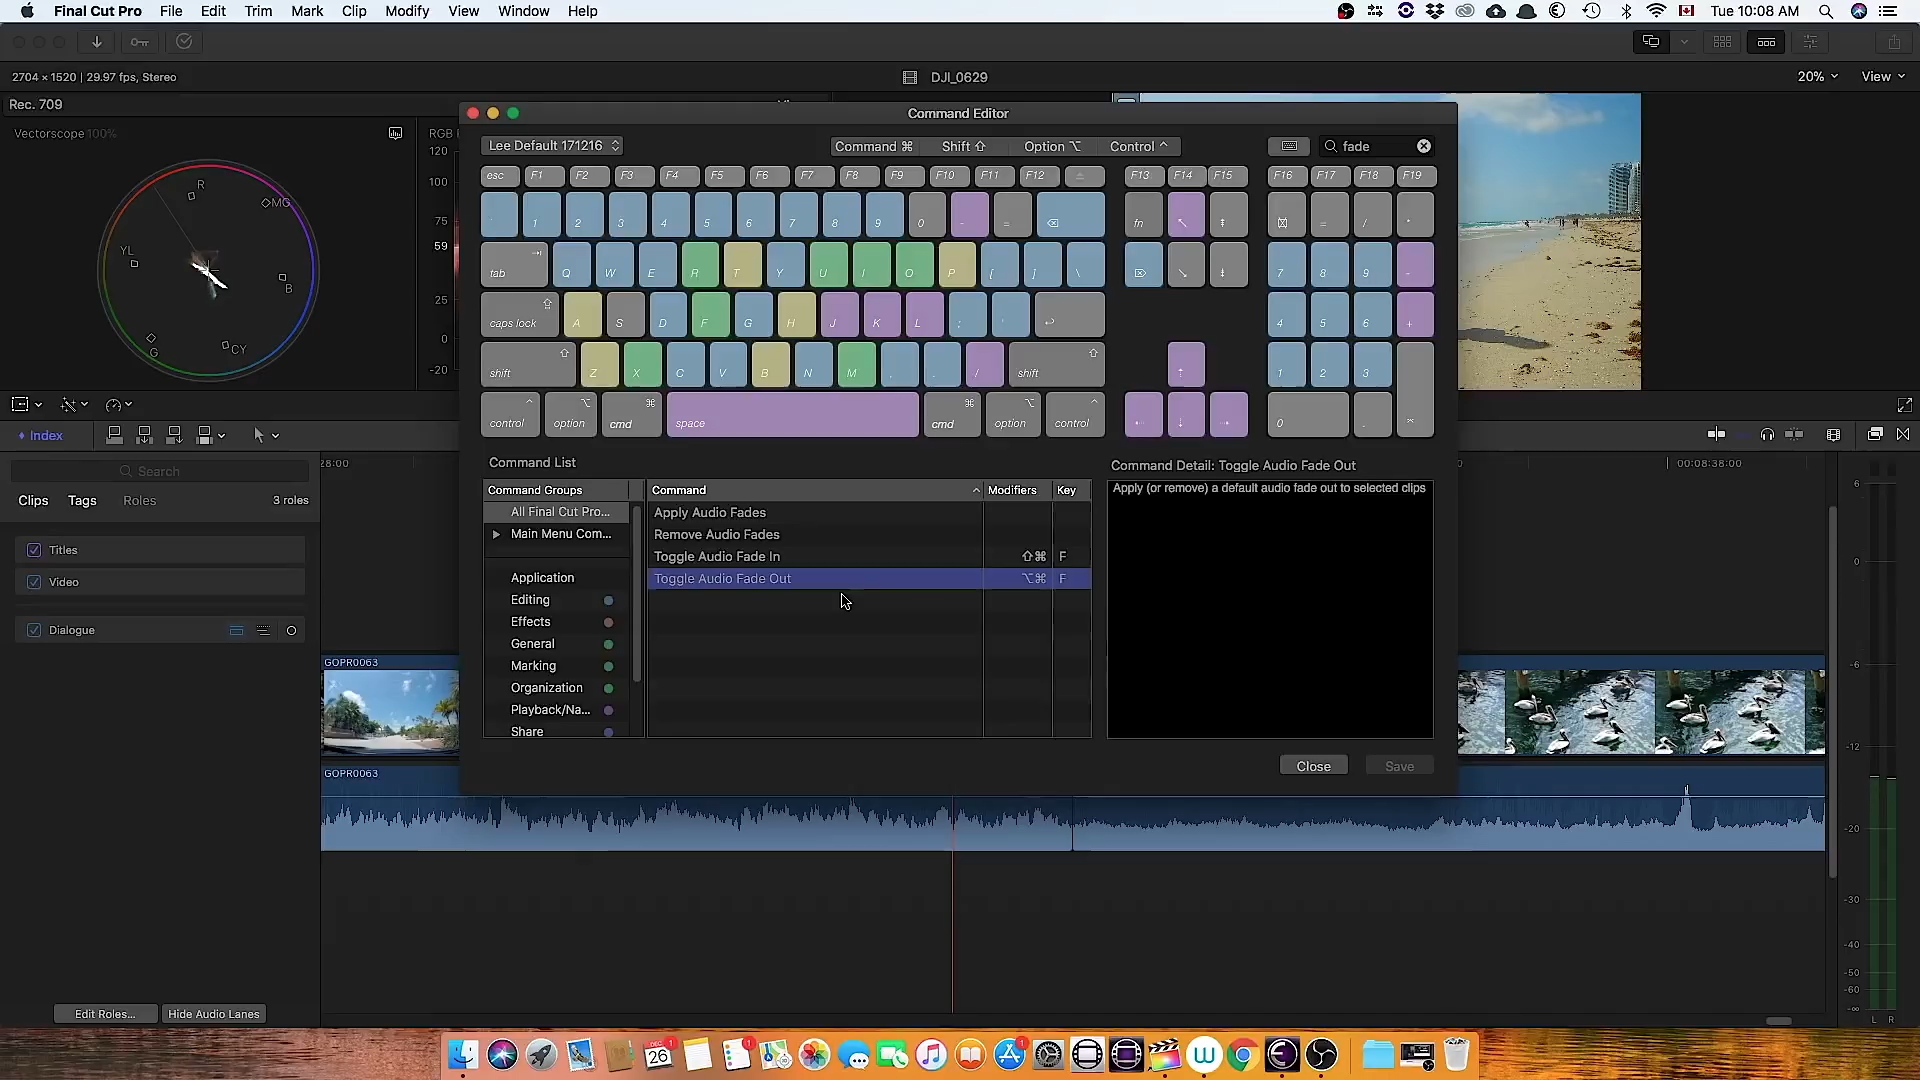 Final Cut Pro File Edit Trim Mark Clip Modify View Window Help Tue 10:08 AM
2704 × 1520 | 29.97 fps, Stereo DJI_0629 20% View
Rec. 709
Vectorscope 100%
R
MG
YL
B
G
CY
120
100
75
59
25
0
-20
Command Editor
Lee Default 171216 Command ⌘ Shift ⇧ Option ⌥ Control ^ fade
esc F1 F2 F3 F4 F5 F6 F7 F8 F9 F10 F11 F12 F13 F14 F15 F16 F17 F18 F19
1 2 3 4 5 6 7 8 9 0 - = fn = / *
tab Q W E R T Y U I O P [ ] \ 7 8 9 -
caps lock A S D F G H J K L ; ' 4 5 6 +
shift Z X C V B N M , . / shift 1 2 3
control option cmd space cmd option control 0 .
Index
Search
28:00
00:08:38:00
Clips Tags Roles 3 roles
Titles
Video
Dialogue
Edit Roles... Hide Audio Lanes
Command List
Command Groups
All Final Cut Pro...
Main Menu Com...
Application
Editing
Effects
General
Marking
Organization
Playback/Na...
Share
Command Modifiers Key
Apply Audio Fades
Remove Audio Fades
Toggle Audio Fade In ⇧⌘ F
Toggle Audio Fade Out ⌥⌘ F
Command Detail: Toggle Audio Fade Out
Apply (or remove) a default audio fade out to selected clips
Close Save
GOPR0063
GOPR0063
6
0
-6
-12
-20
-30
-40
-50
-60
-∞
L R
26